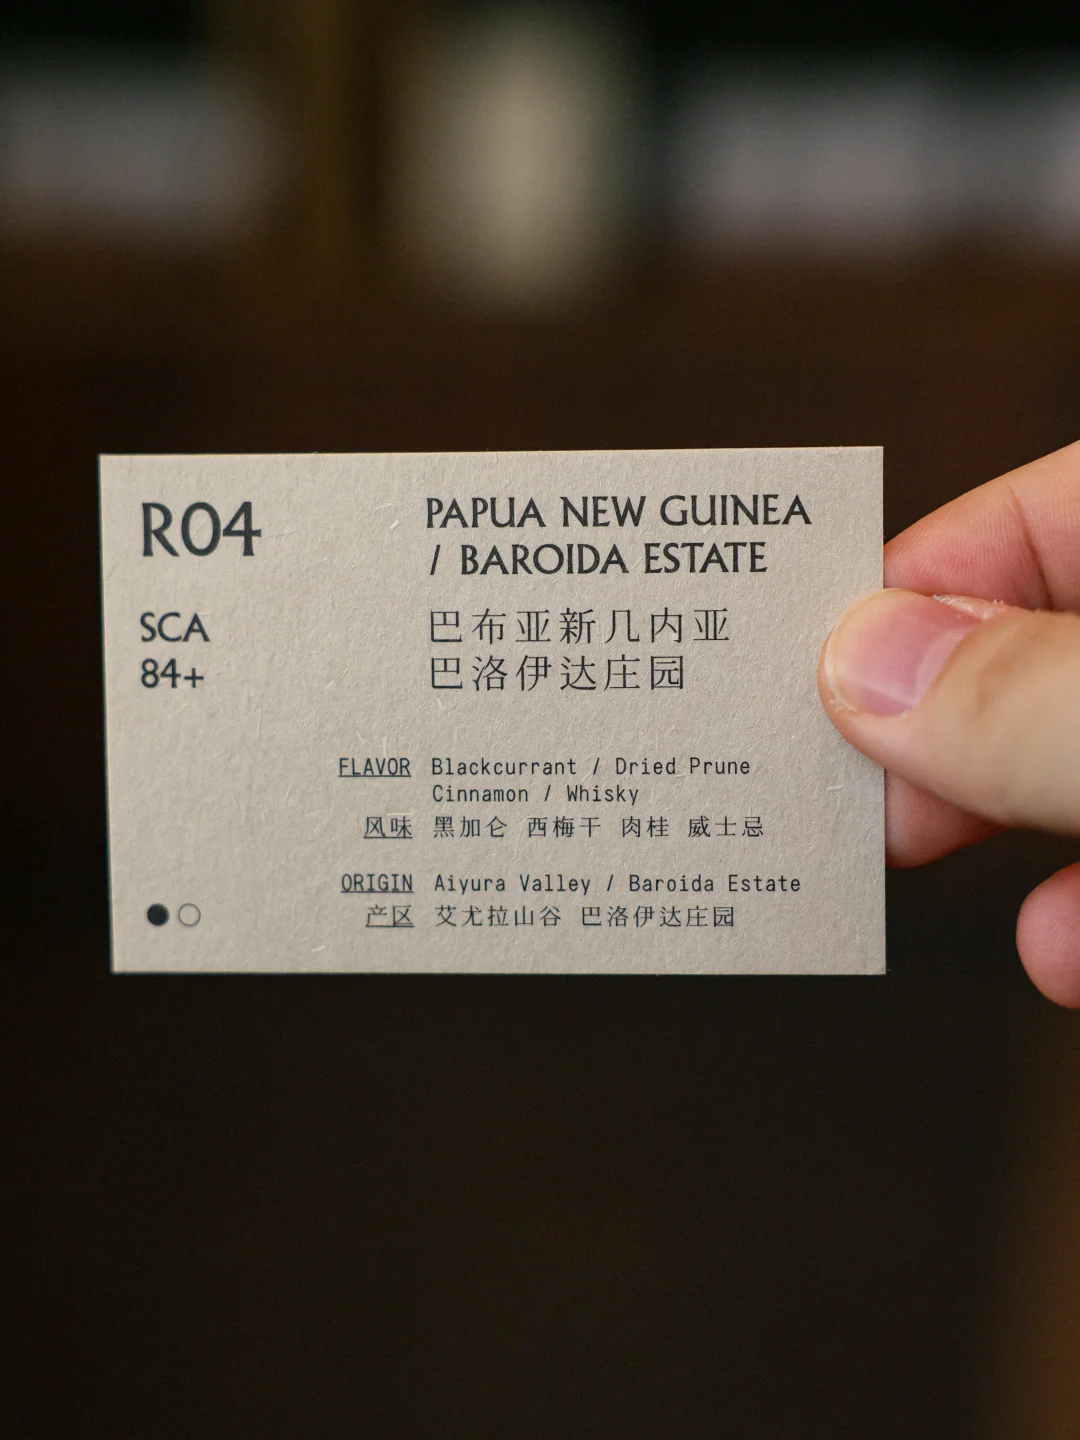 R04
SCA
84+
PAPUA NEW GUINEA
/ BAROIDA ESTATE
巴布亚新几内亚
巴洛伊达庄园
FLAVOR Blackcurrant / Dried Prune
Cinnamon / Whisky
风味 黑加仑 西梅干 肉桂 威士忌
ORIGIN Aiyura Valley / Baroida Estate
产区 艾尤拉山谷 巴洛伊达庄园